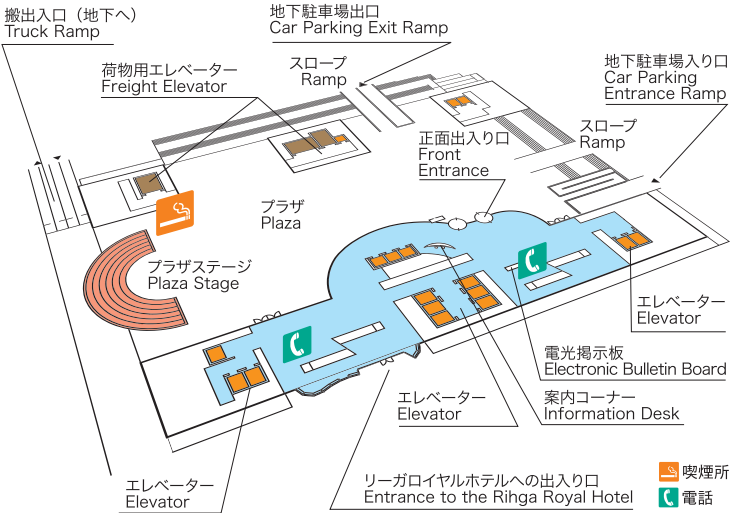 搬出入口（地下へ）
Truck Ramp
地下駐車場出口
Car Parking Exit Ramp
荷物用エレベーター
Freight Elevator
スロープ
Ramp
地下駐車場入り口
Car Parking
Entrance Ramp
スロープ
Ramp
正面出入り口
Front
Entrance
プラザ
Plaza
プラザステージ
Plaza Stage
エレベーター
Elevator
電光掲示板
Electronic Bulletin Board
エレベーター
Elevator
案内コーナー
Information Desk
エレベーター
Elevator
リーガロイヤルホテルへの出入り口
Entrance to the Rihga Royal Hotel
喫煙所
電話